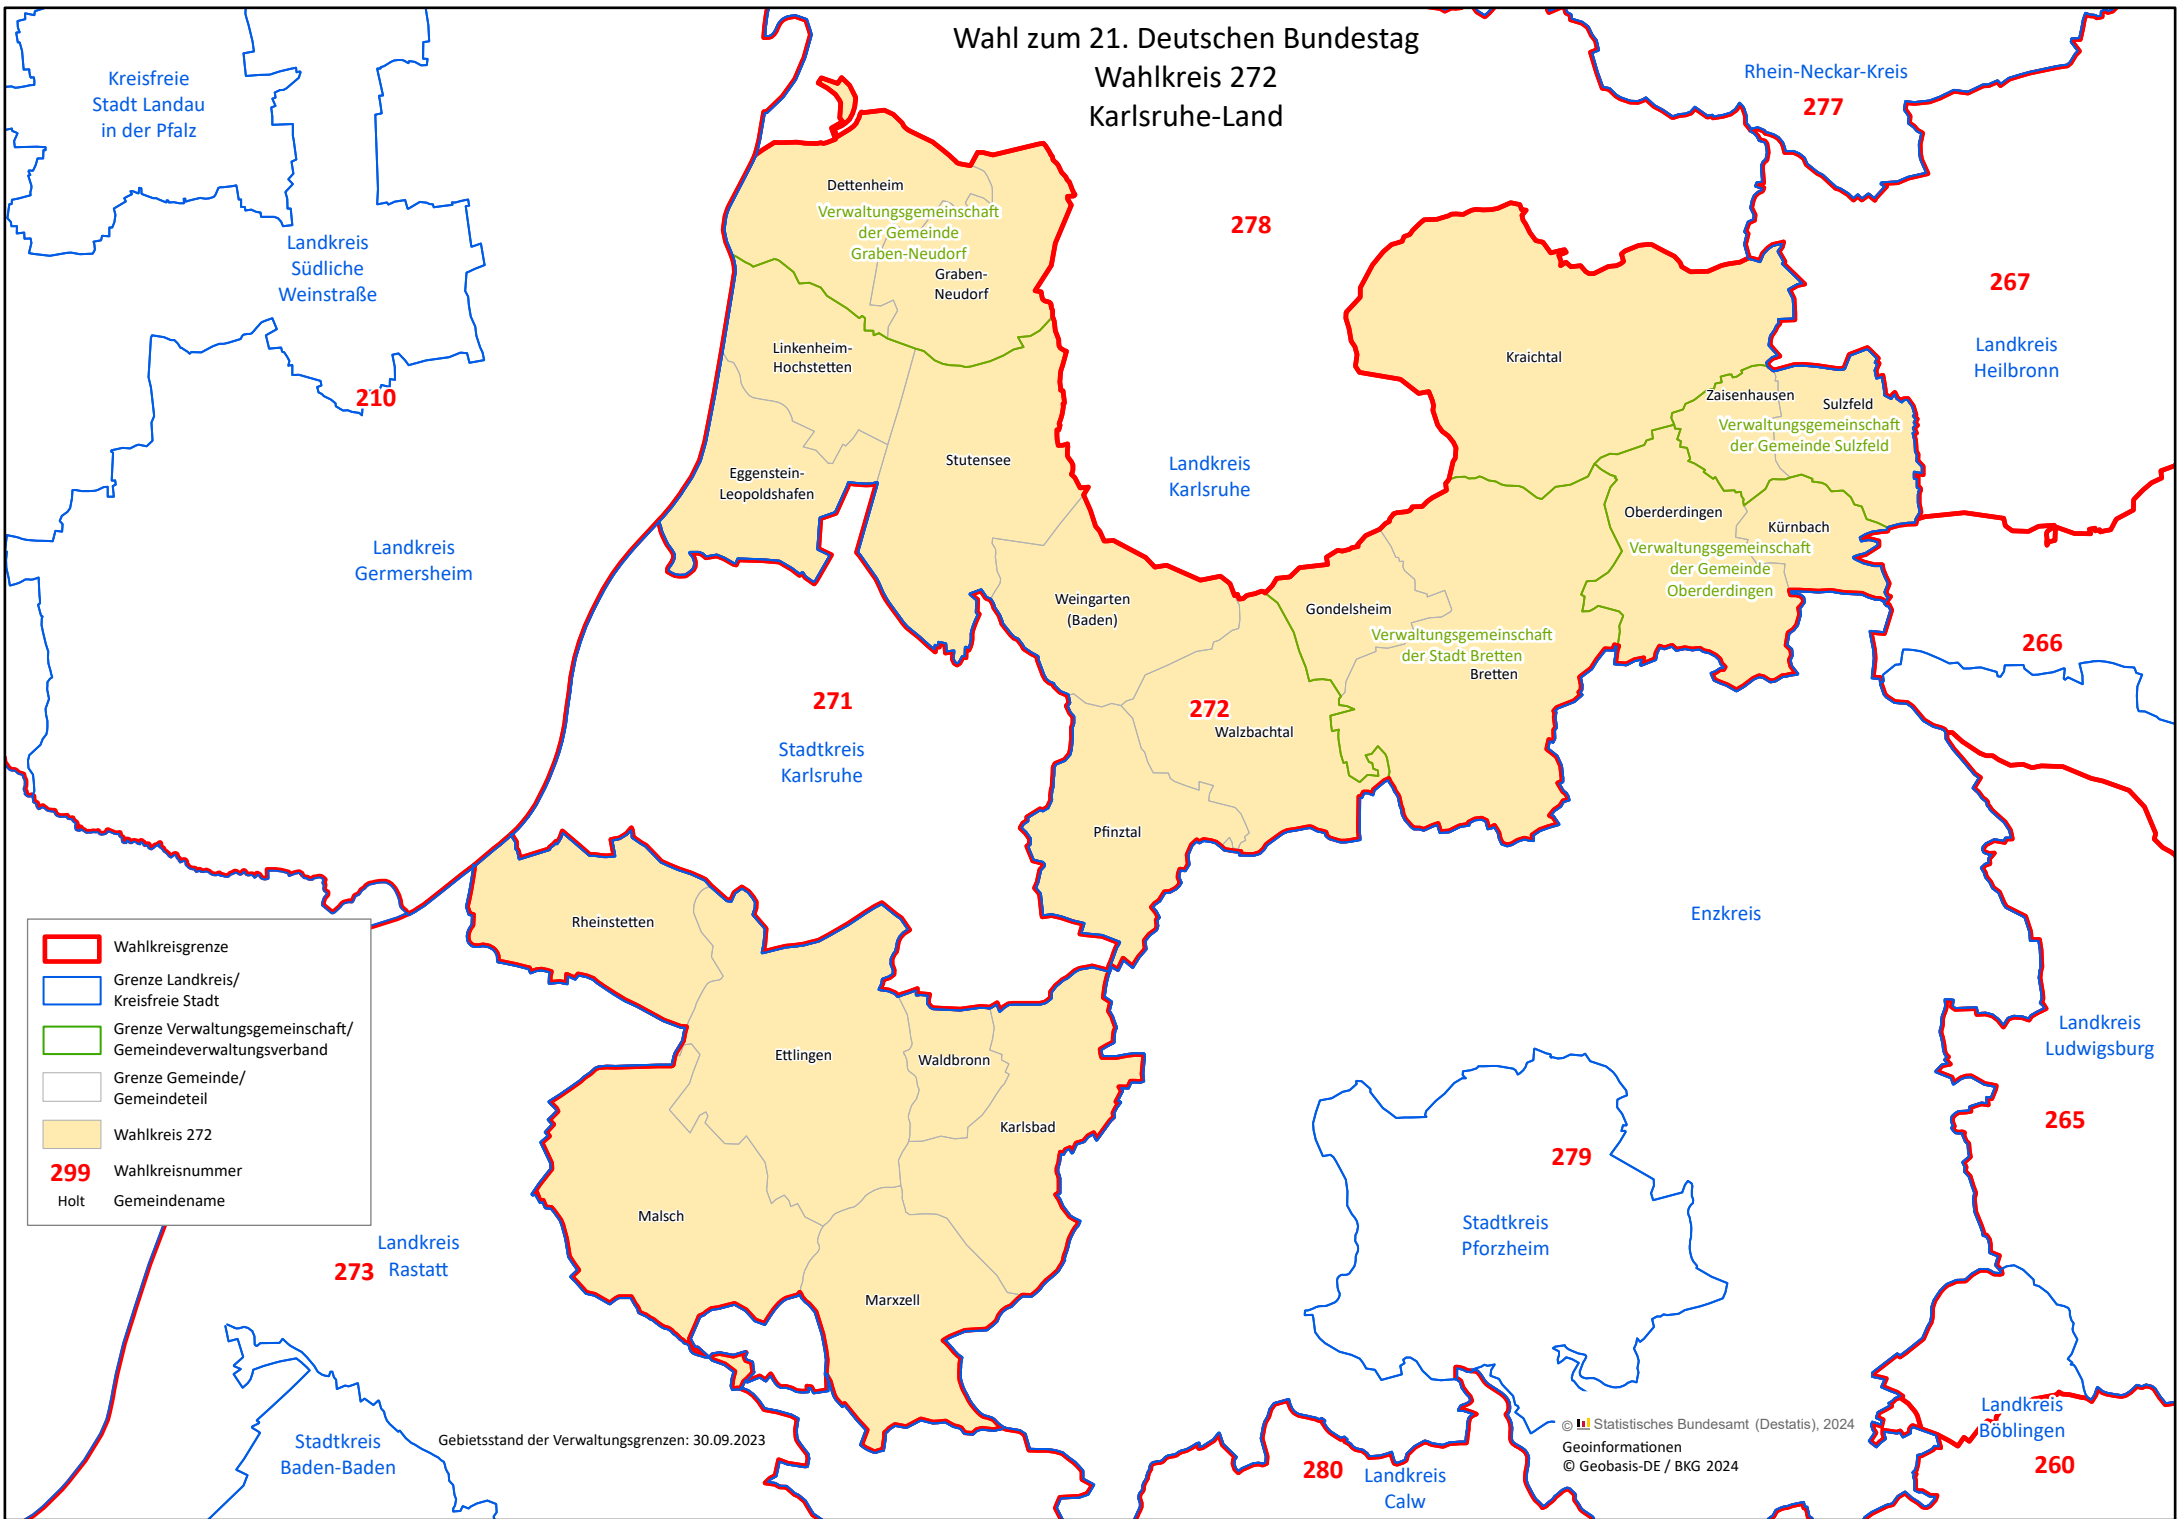 Wahl zum 21. Deutschen Bundestag
Wahlkreis 272
Karlsruhe-Land
Kreisfreie
Stadt Landau
in der Pfalz
Rhein-Neckar-Kreis
277
Dettenheim
Verwaltungsgemeinschaft
der Gemeinde
Graben-Neudorf
Graben-
Neudorf
278
Landkreis
Südliche
Weinstraße
267
Landkreis
Heilbronn
Linkenheim-
Hochstetten
Kraichtal
210
Zaisenhausen
Sulzfeld
Verwaltungsgemeinschaft
der Gemeinde Sulzfeld
Stutensee
Landkreis
Karlsruhe
Eggenstein-
Leopoldshafen
Oberderdingen
Kürnbach
Verwaltungsgemeinschaft
der Gemeinde
Oberderdingen
Landkreis
Germersheim
Weingarten
(Baden)
Gondelsheim
Verwaltungsgemeinschaft
der Stadt Bretten
Bretten
266
271
Stadtkreis
Karlsruhe
272
Walzbachtal
Pfinztal
Enzkreis
Rheinstetten
Wahlkreisgrenze
Grenze Landkreis/
Kreisfreie Stadt
Grenze Verwaltungsgemeinschaft/
Gemeindeverwaltungsverband
Grenze Gemeinde/
Gemeindeteil
Wahlkreis 272
299 Wahlkreisnummer
Holt Gemeindename
Ettlingen
Waldbronn
Karlsbad
Landkreis
Ludwigsburg
265
279
Stadtkreis
Pforzheim
Malsch
Landkreis
Rastatt
273
Marxzell
Stadtkreis
Baden-Baden
Gebietsstand der Verwaltungsgrenzen: 30.09.2023
280
Landkreis
Calw
© Statistisches Bundesamt (Destatis), 2024
Geoinformationen
© Geobasis-DE / BKG 2024
Landkreis
Böblingen
260